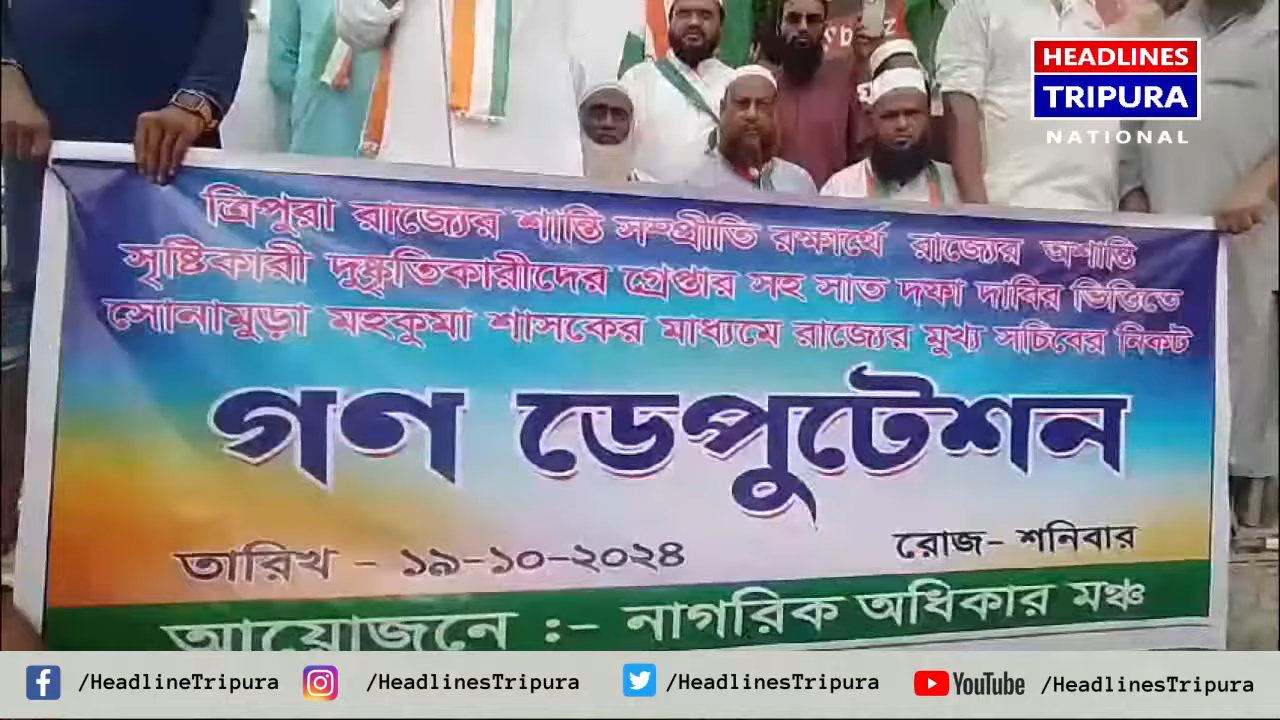 HEADLINES
TRIPURA
NATIONAL
ত্রিপুরা রাজ্যের শান্তি সম্প্রীতি রক্ষার্থে রাজ্যের অশান্তি
সৃষ্টিকারী দুষ্কৃতিকারীদের গ্রেপ্তার সহ সাত দফা দাবির ভিত্তিতে
সোনামুড়া মহকুমা শাসকের মাধ্যমে রাজ্যের মুখ্য সচিবের নিকট
গণ ডেপুটেশন
তারিখ - ১৯-১০-২০২৪ রোজ- শনিবার
আয়োজনে :- নাগরিক অধিকার মঞ্চ
/HeadlineTripura /HeadlinesTripura /HeadlinesTripura YouTube /HeadlinesTripura